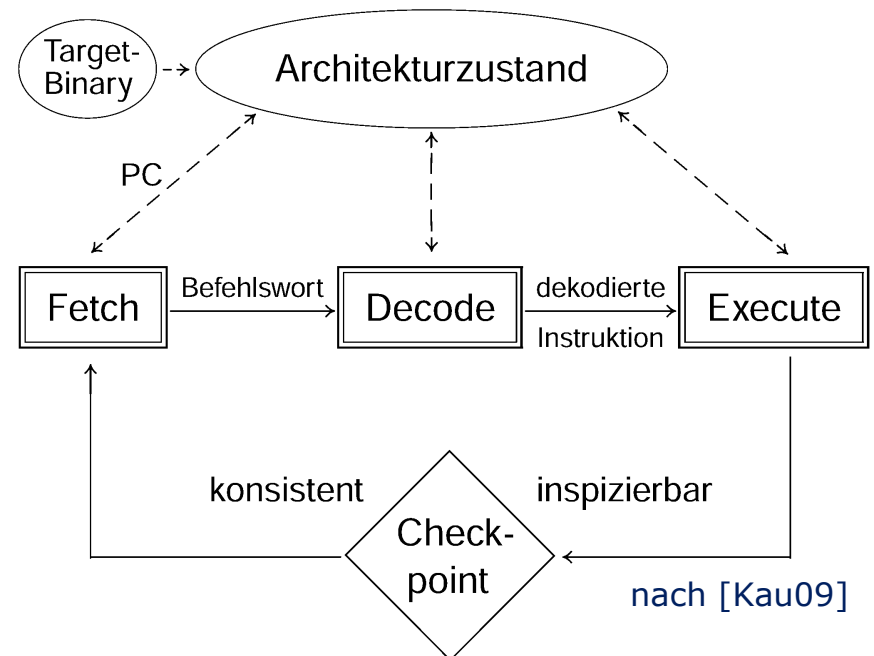 Target-
Binary
Architekturzustand
PC
Fetch
Befehlswort
Decode
dekodierte
Instruktion
Execute
konsistent
Check-
point
inspizierbar
nach [Kau09]